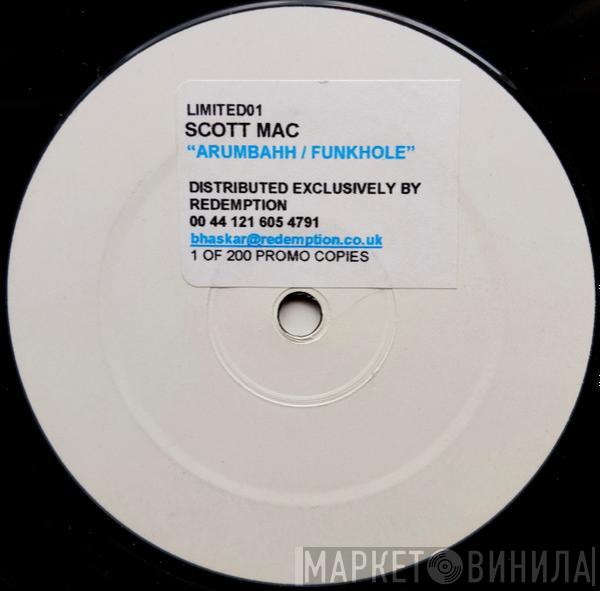 LIMITED01
SCOTT MAC
“ARUMBAHH / FUNKHOLE”
DISTRIBUTED EXCLUSIVELY BY
REDEMPTION
00 44 121 605 4791
bhaskar@redemption.co.uk
1 OF 200 PROMO COPIES
МАРКЕТ ВИНИЛА